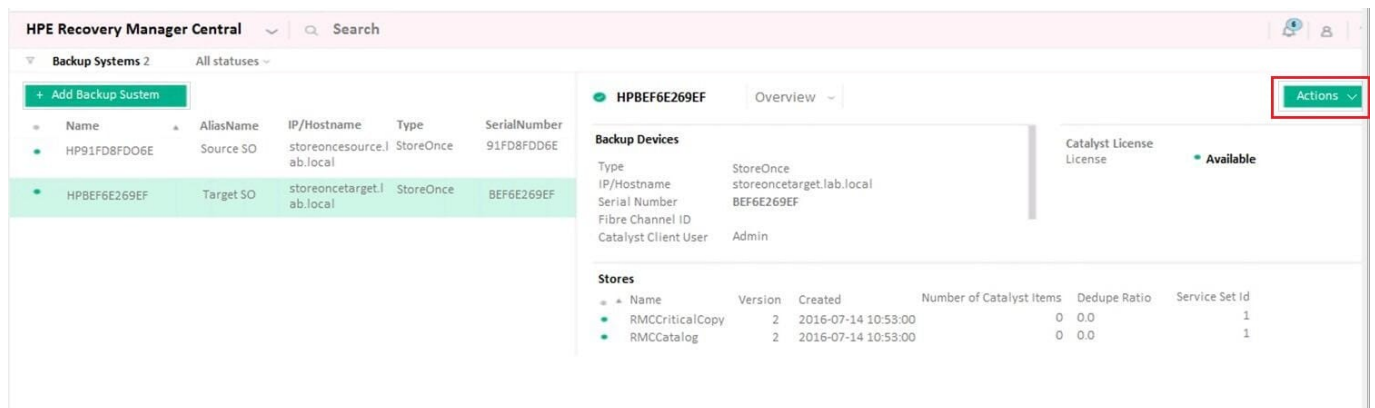 HPE Recovery Manager Central Search 6
Backup Systems 2 All statuses
+ Add Backup Sustem
Name AliasName IP/Hostname Type SerialNumber
HP91FD8FDO6E Source SO storeoncesource.l StoreOnce 91FD8FDD6E
ab.local
HPBEF6E269EF Target SO storeoncetarget.l StoreOnce BEF6E269EF
ab.local
HPBEF6E269EF Overview Actions
Backup Devices
Type StoreOnce
IP/Hostname storeoncetarget.lab.local
Serial Number BEF6E269EF
Fibre Channel ID
Catalyst Client User Admin
Catalyst License
License Available
Stores
Name Version Created Number of Catalyst Items Dedupe Ratio Service Set Id
RMCCriticalCopy 2 2016-07-14 10:53:00 0 0.0 1
RMCCatalog 2 2016-07-14 10:53:00 0 0.0 1